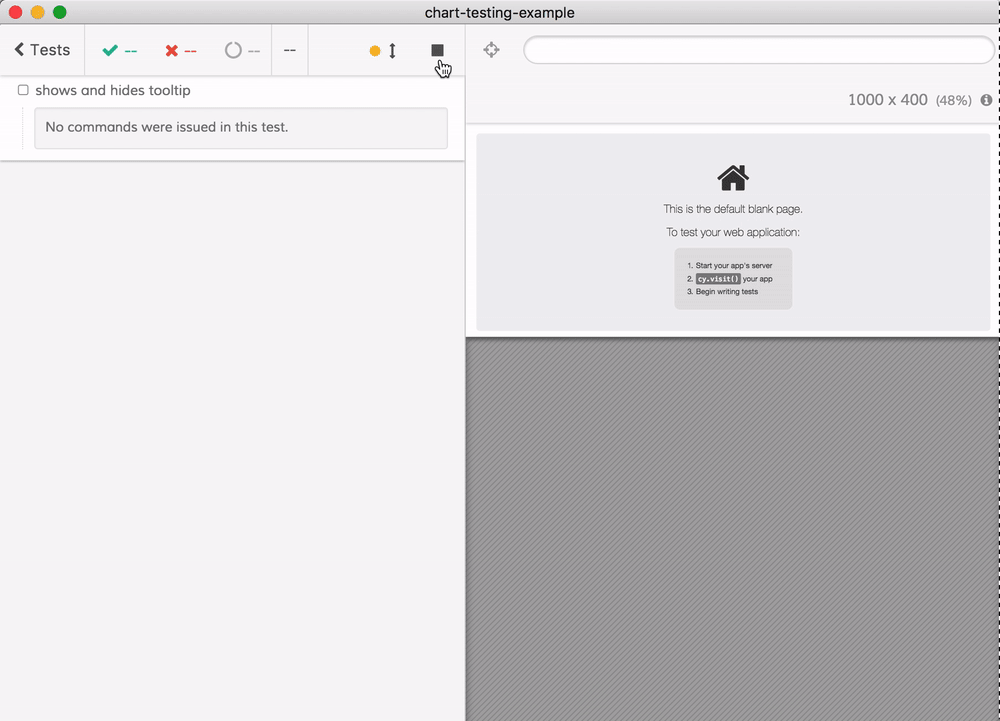 chart-testing-example
Tests
--
--
--
--
1000 x 400 (48%)
shows and hides tooltip
No commands were issued in this test.
This is the default blank page.
To test your web application:
1. Start your app's server
2. cy.visit() your app
3. Begin writing tests